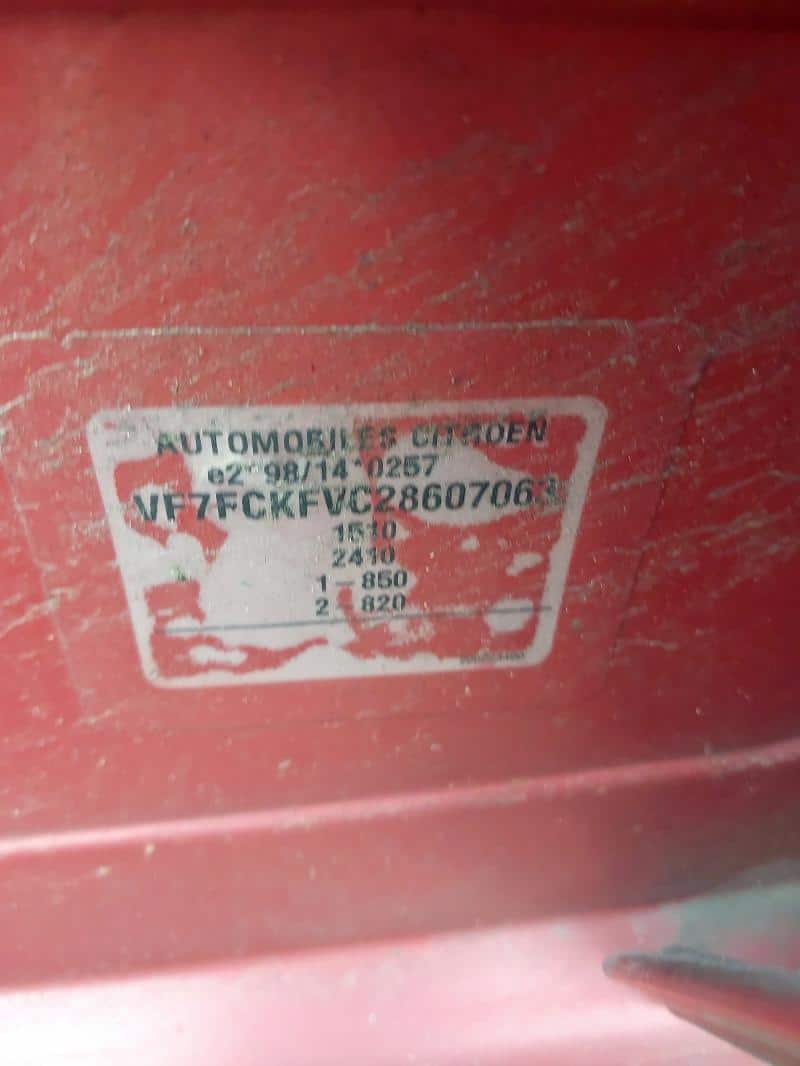 AUTOMOBILES CITROEN
e2*98/14*0257
VF7FCKFVC28607063
1510
2410
1 - 850
2 - 820